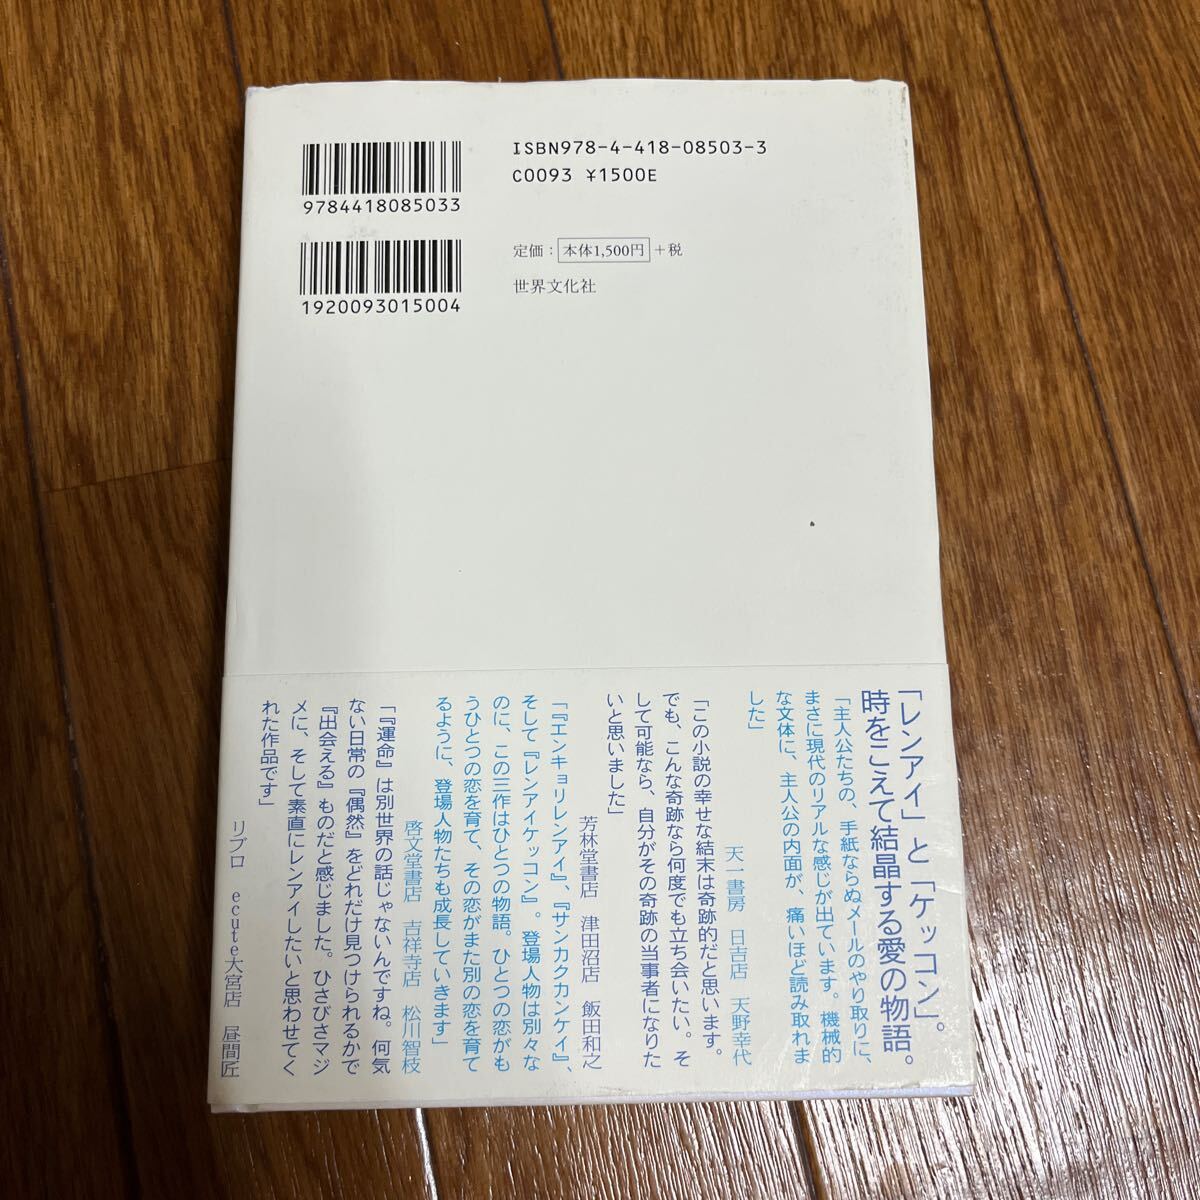 ISBN978-4-418-08503-3
C0093 ¥1500E
9784418085033
1920093015004
定価：本体1,500円＋税
世界文化社
「レンアイ」と「ケッコン」。
時をこえて結晶する愛の物語。
「主人公たちの、手紙ならぬメールのやり取りに、
まさに現代のリアルな感じが出ています。機械的
な文体に、主人公の内面が、痛いほど読み取れま
した」
天一書房 日吉店 天野幸代
「この小説の幸せな結末は奇跡的だと思います。
でも、こんな奇跡なら何度でも立ち会いたい。そ
して可能なら、自分がその奇跡の当事者になりた
いと思いました」
芳林堂書店 津田沼店 飯田和之
「『エンキョリレンアイ』、『サンカクカンケイ』、
そして『レンアイケッコン』。登場人物は別々な
のに、この三作はひとつの物語。ひとつの恋がも
うひとつの恋を育て、その恋がまた別の恋を育て
るように、登場人物たちも成長していきます」
啓文堂書店 吉祥寺店 松川智枝
「『運命』は別世界の話じゃないんですね。何気
ない日常の『偶然』をどれだけ見つけられるかで
『出会える』ものだと感じました。ひさびさマジ
メに、そして素直にレンアイしたいと思わせてく
れた作品です」
リブロ ecute大宮店 昼間匠